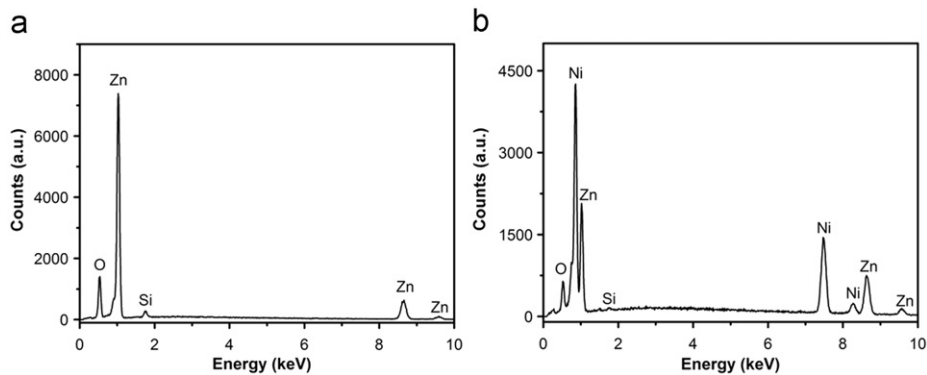 a
8000
6000
4000
2000
0
0 2 4 6 8 10
Counts (a.u.)
Energy (keV)
Zn
O
Si
Zn
Zn
b
4500
3000
1500
0
0 2 4 6 8 10
Counts (a.u.)
Energy (keV)
Ni
Zn
O
Si
Ni
Ni
Zn
Zn